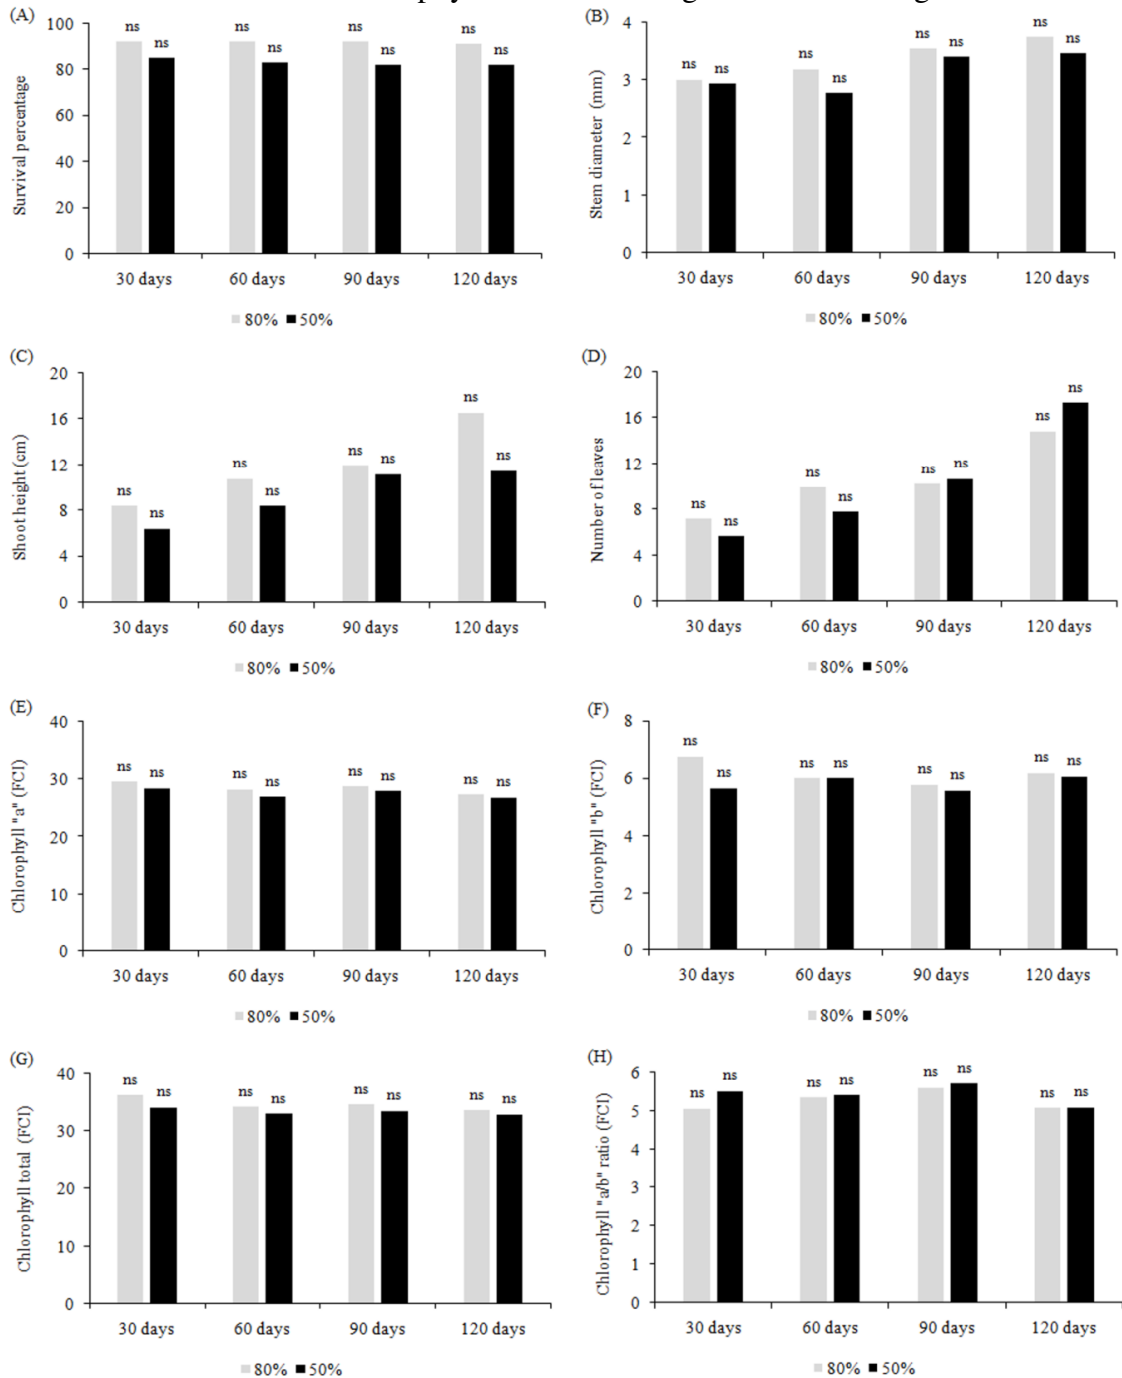 (A)
Survival percentage
100
80
60
40
20
0
ns ns ns ns ns ns ns ns
30 days 60 days 90 days 120 days
80% 50%
(B)
Stem diameter (mm)
4
3
2
1
0
ns ns ns ns ns ns ns ns
30 days 60 days 90 days 120 days
80% 50%
(C)
Shoot height (cm)
20
16
12
8
4
0
ns ns ns ns ns ns ns ns
30 days 60 days 90 days 120 days
80% 50%
(D)
Number of leaves
20
16
12
8
4
0
ns ns ns ns ns ns ns ns
30 days 60 days 90 days 120 days
80% 50%
(E)
Chlorophyll "a" (FCI)
40
30
20
10
0
ns ns ns ns ns ns ns ns
30 days 60 days 90 days 120 days
80% 50%
(F)
Chlorophyll "b" (FCI)
8
6
4
2
0
ns ns ns ns ns ns ns ns
30 days 60 days 90 days 120 days
80% 50%
(G)
Chlorophyll total (FCI)
40
30
20
10
0
ns ns ns ns ns ns ns ns
30 days 60 days 90 days 120 days
80% 50%
(H)
Chlorophyll "a/b" ratio (FCI)
6
5
4
3
2
1
0
ns ns ns ns ns ns ns ns
30 days 60 days 90 days 120 days
80% 50%